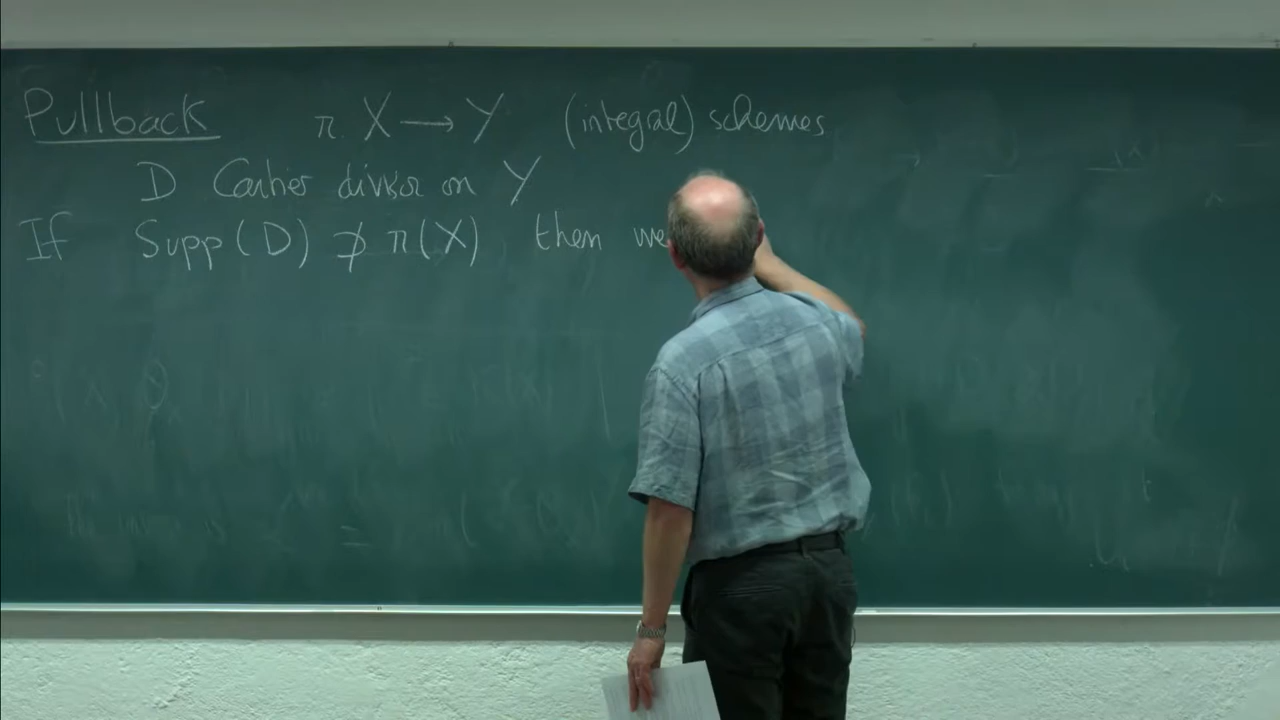 Pullback π: X → Y (integral) schemes
D Cartier divisor on Y
If Supp(D) ⊅ π(X) then we